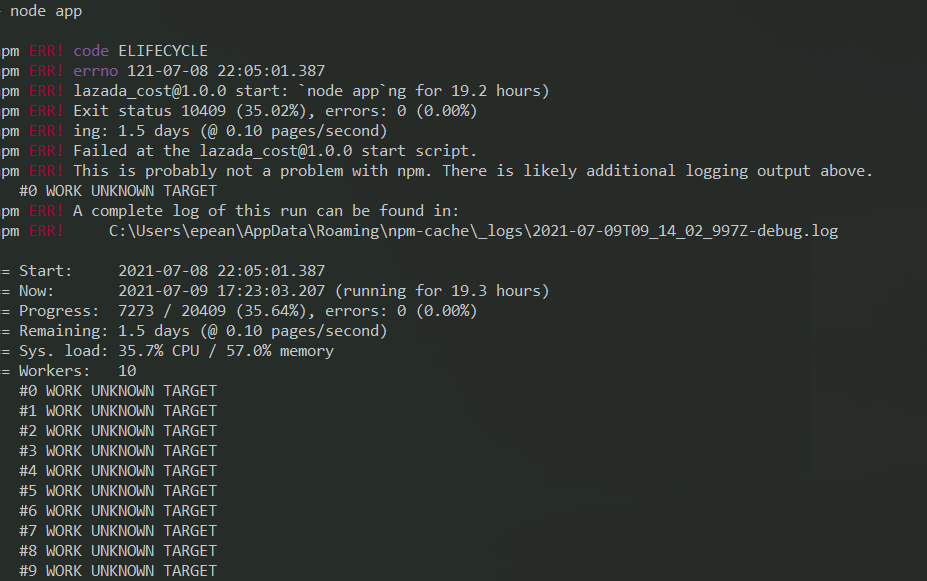 node app
pm ERR! code ELIFECYCLE
pm ERR! errno 121-07-08 22:05:01.387
pm ERR! lazada_cost@1.0.0 start: `node app`ng for 19.2 hours)
pm ERR! Exit status 10409 (35.02%), errors: 0 (0.00%)
pm ERR! ing: 1.5 days (@ 0.10 pages/second)
pm ERR! Failed at the lazada_cost@1.0.0 start script.
pm ERR! This is probably not a problem with npm. There is likely additional logging output above.
#0 WORK UNKNOWN TARGET
pm ERR! A complete log of this run can be found in:
pm ERR! C:\Users\epean\AppData\Roaming\npm-cache\_logs\2021-07-09T09_14_02_997Z-debug.log
= Start: 2021-07-08 22:05:01.387
= Now: 2021-07-09 17:23:03.207 (running for 19.3 hours)
= Progress: 7273 / 20409 (35.64%), errors: 0 (0.00%)
= Remaining: 1.5 days (@ 0.10 pages/second)
= Sys. load: 35.7% CPU / 57.0% memory
= Workers: 10
#0 WORK UNKNOWN TARGET
#1 WORK UNKNOWN TARGET
#2 WORK UNKNOWN TARGET
#3 WORK UNKNOWN TARGET
#4 WORK UNKNOWN TARGET
#5 WORK UNKNOWN TARGET
#6 WORK UNKNOWN TARGET
#7 WORK UNKNOWN TARGET
#8 WORK UNKNOWN TARGET
#9 WORK UNKNOWN TARGET